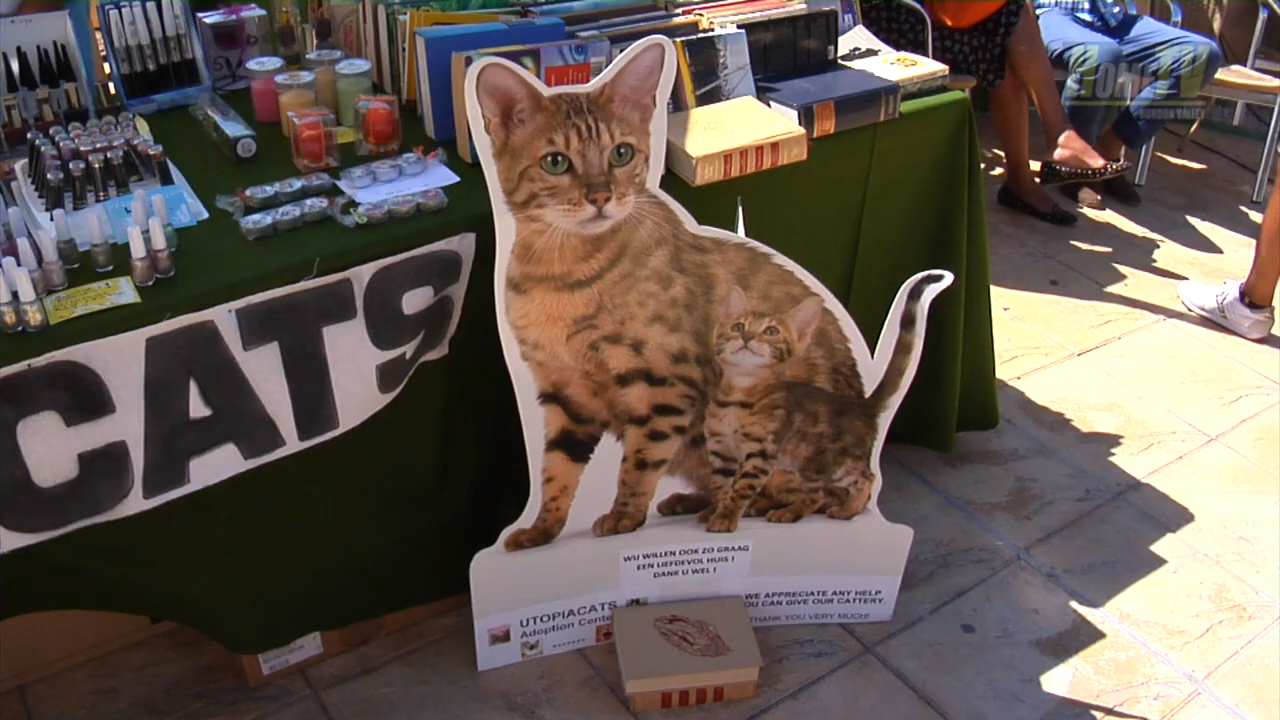 CATS
WIJ WILLEN OOK ZO GRAAG
EEN LIEFDEVOL HUIS !
DANK U WEL !
UTOPIACATS
Adoption
WE APPRECIATE ANY HELP
YOU CAN GIVE OUR CATTERY.
THANK YOU VERY MUCH!